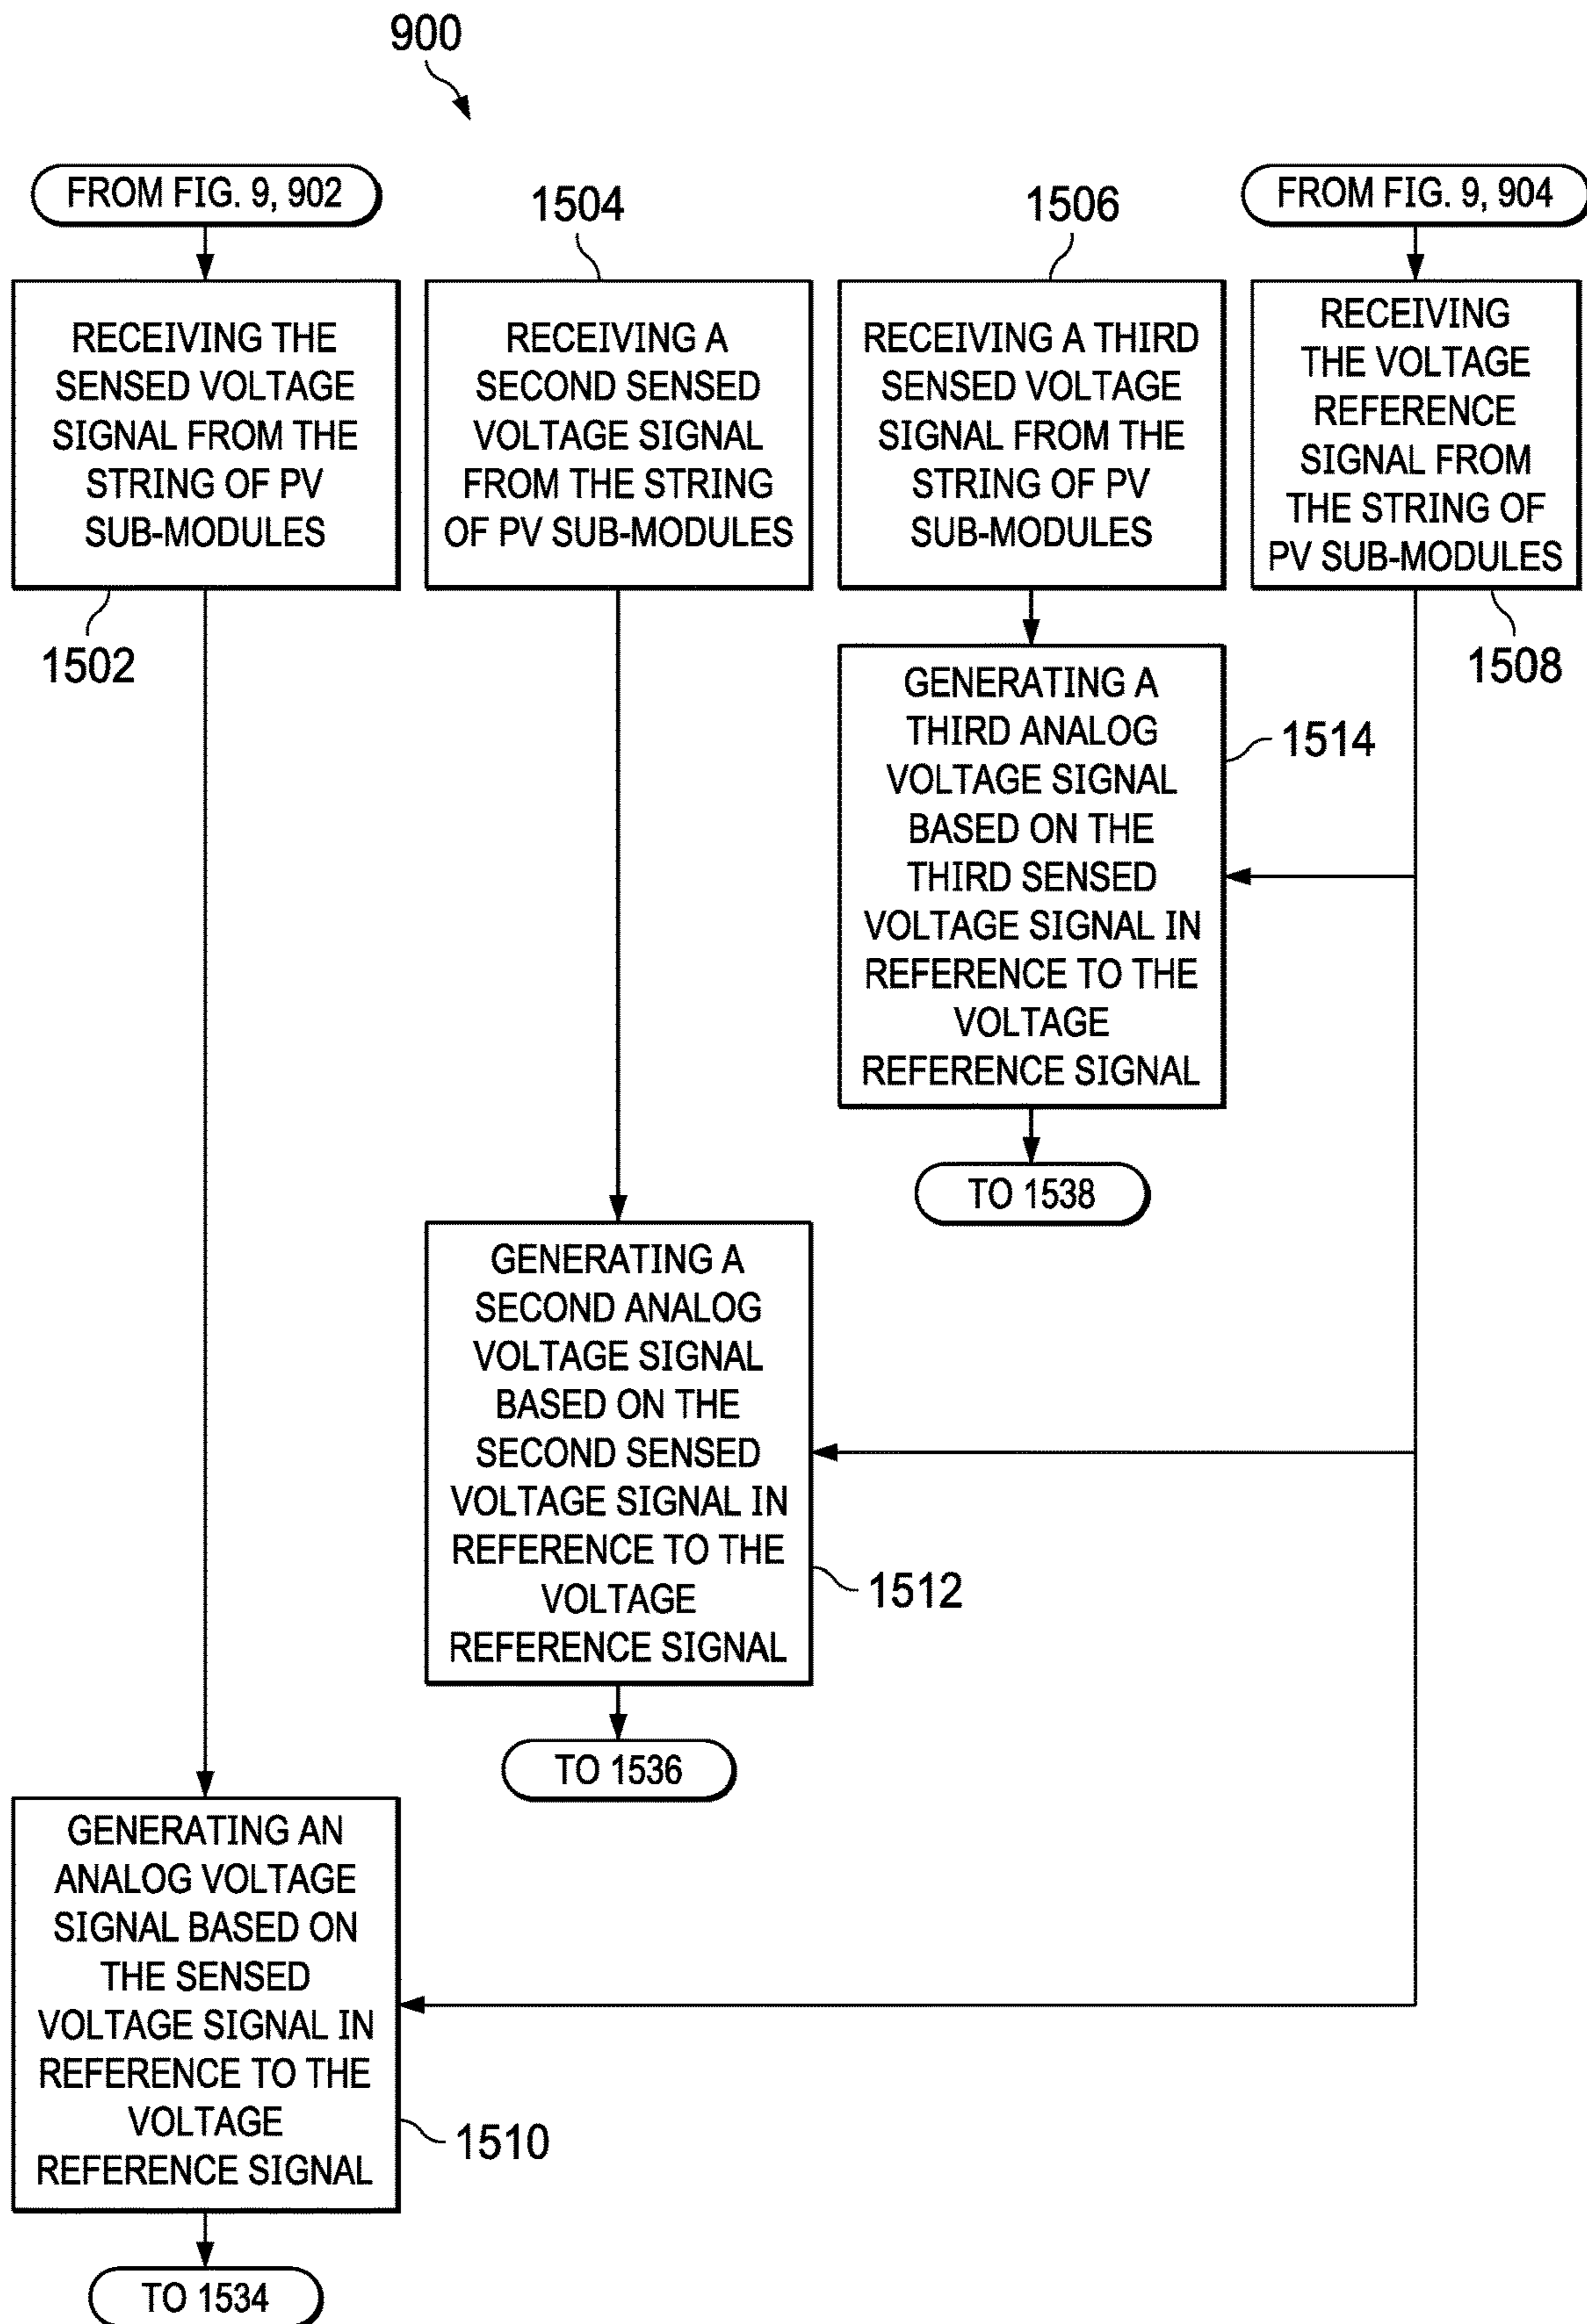 900
FROM FIG. 9, 902
1504
1506
FROM FIG. 9, 904
RECEIVING THE
SENSED VOLTAGE
SIGNAL FROM THE
STRING OF PV
SUB-MODULES
1502
RECEIVING A
SECOND SENSED
VOLTAGE SIGNAL
FROM THE STRING
OF PV SUB-MODULES
RECEIVING A THIRD
SENSED VOLTAGE
SIGNAL FROM THE
STRING OF PV
SUB-MODULES
RECEIVING
THE VOLTAGE
REFERENCE
SIGNAL FROM
THE STRING OF
PV SUB-MODULES
1508
GENERATING A
THIRD ANALOG
VOLTAGE SIGNAL
BASED ON THE
THIRD SENSED
VOLTAGE SIGNAL IN
REFERENCE TO THE
VOLTAGE
REFERENCE SIGNAL
1514
TO 1538
GENERATING A
SECOND ANALOG
VOLTAGE SIGNAL
BASED ON THE
SECOND SENSED
VOLTAGE SIGNAL IN
REFERENCE TO THE
VOLTAGE
REFERENCE SIGNAL
1512
TO 1536
GENERATING AN
ANALOG VOLTAGE
SIGNAL BASED ON
THE SENSED
VOLTAGE SIGNAL IN
REFERENCE TO THE
VOLTAGE
REFERENCE SIGNAL
1510
TO 1534